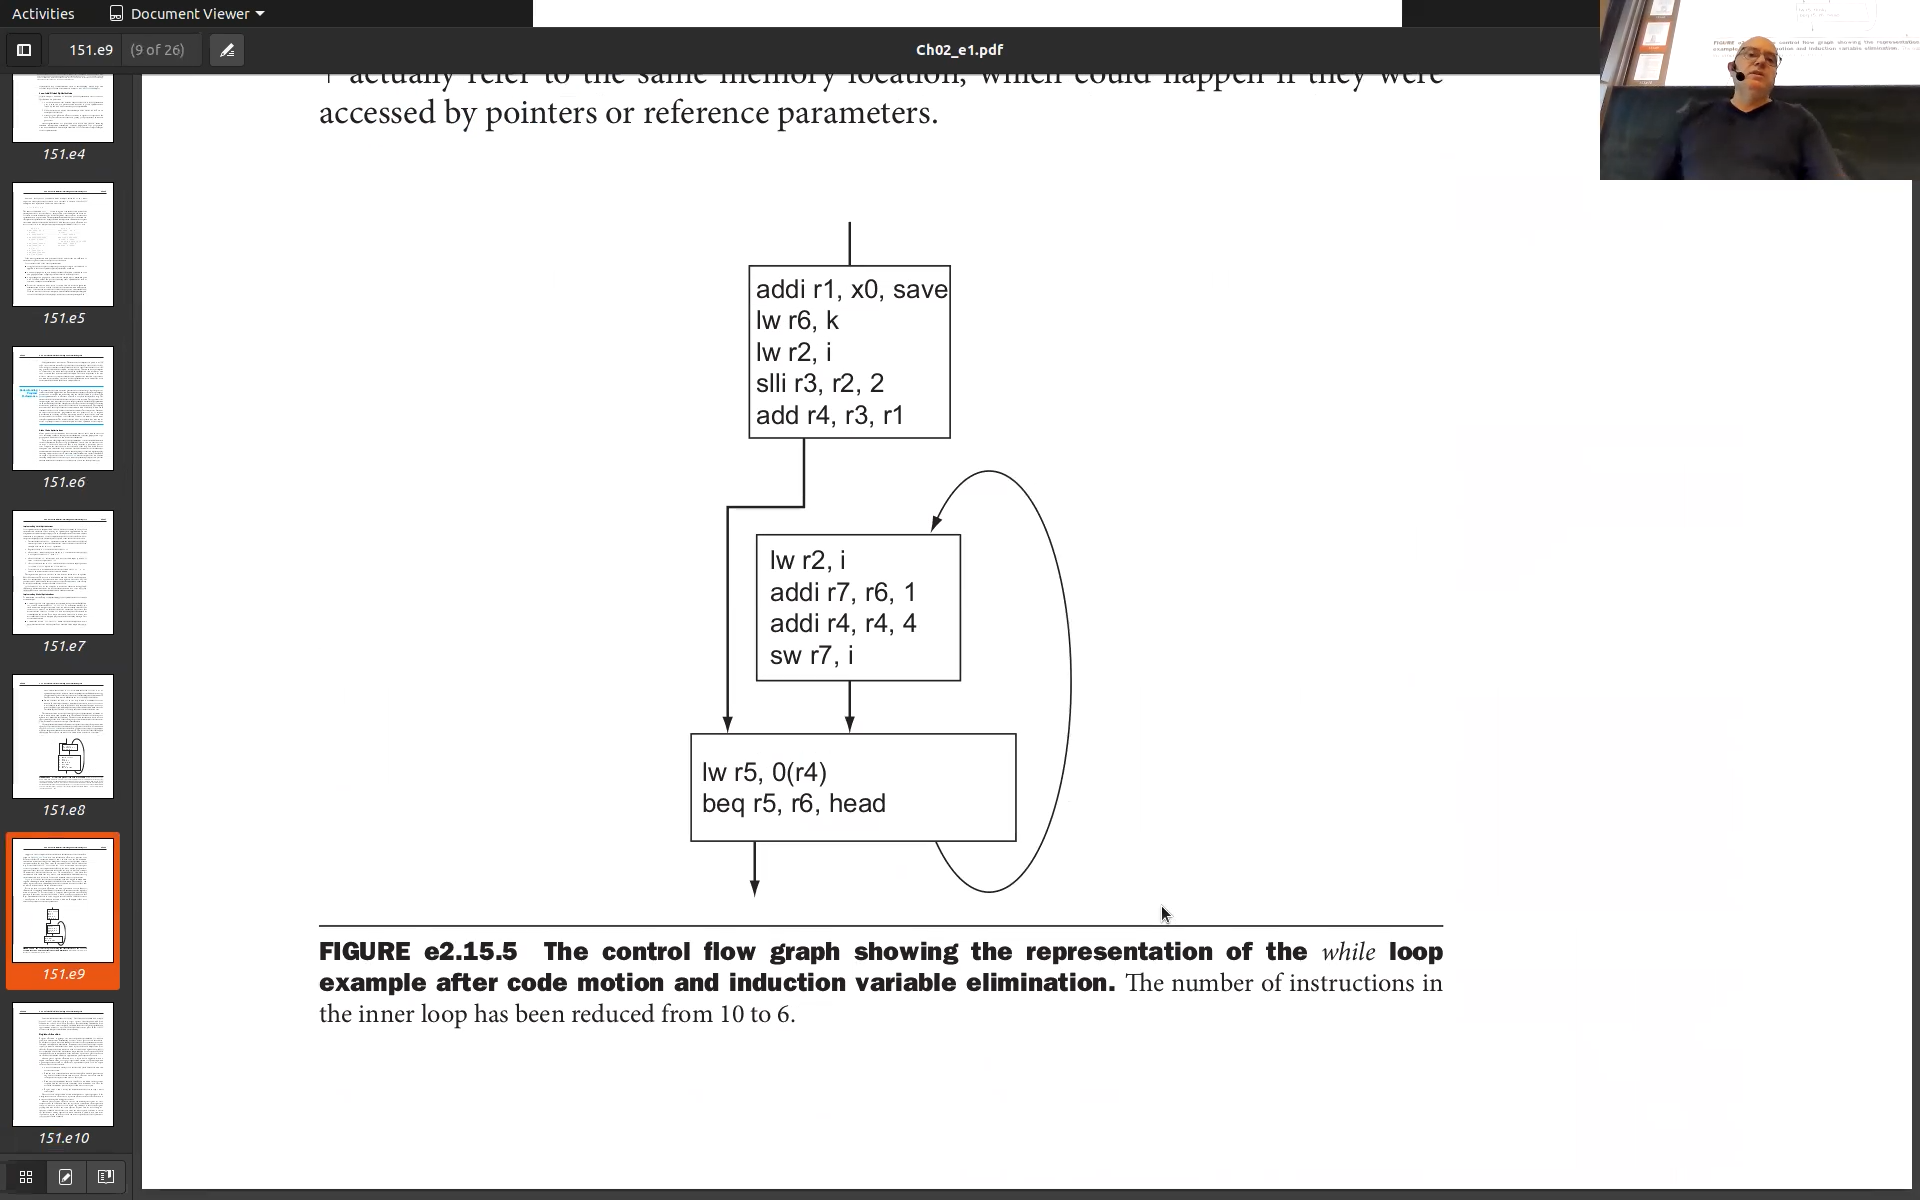 Activities
Document Viewer
151.e9
(9 of 26)
Ch02_e1.pdf
actually refer to the same memory location, which could happen if they were
accessed by pointers or reference parameters.
addi r1, x0, save
lw r6, k
lw r2, i
slli r3, r2, 2
add r4, r3, r1
lw r2, i
addi r7, r6, 1
addi r4, r4, 4
sw r7, i
lw r5, 0(r4)
beq r5, r6, head
FIGURE e2.15.5 The control flow graph showing the representation of the while loop
example after code motion and induction variable elimination. The number of instructions in
the inner loop has been reduced from 10 to 6.
151.e4
151.e5
151.e6
151.e7
151.e8
151.e9
151.e10